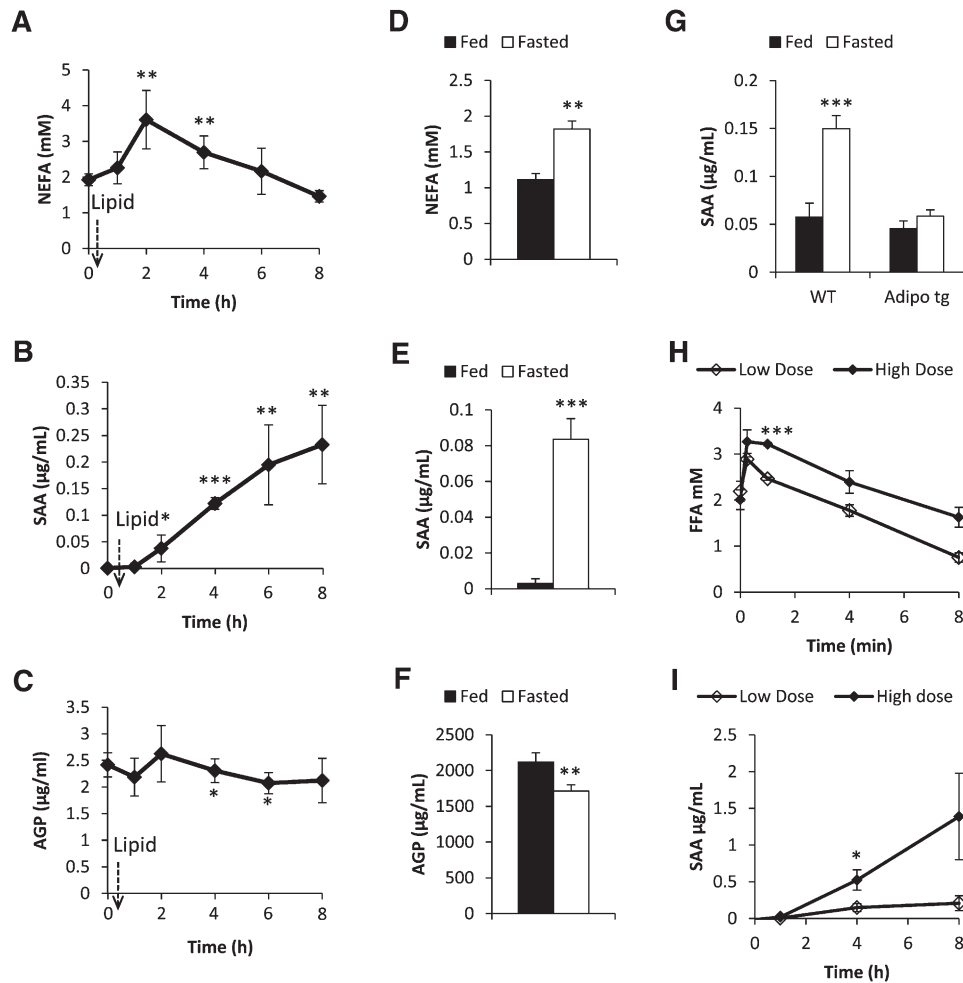 A
NEFA (mM)
5
4
3
2
1
0
**
**
Lipid
0 2 4 6 8
Time (h)
B
SAA (µg/mL)
0.35
0.3
0.25
0.2
0.15
0.1
0.05
0
Lipid*
***
**
**
0 2 4 6 8
Time (h)
C
AGP (µg/ml)
3.5
3
2.5
2
1.5
1
0.5
0
*
*
Lipid
0 2 4 6 8
Time (h)
D
Fed Fasted
NEFA (mM)
2.5
2
1.5
1
0.5
0
**
E
Fed Fasted
SAA (µg/mL)
0.1
0.08
0.06
0.04
0.02
0
***
F
Fed Fasted
AGP (µg/mL)
2500
2000
1500
1000
500
0
**
G
Fed Fasted
SAA (µg/mL)
0.2
0.15
0.1
0.05
0
***
WT Adipo tg
H
Low Dose High Dose
FFA mM
4
3
2
1
0
***
0 2 4 6 8
Time (min)
I
Low Dose High dose
SAA µg/mL
2.5
2
1.5
1
0.5
0
*
0 2 4 6 8
Time (h)